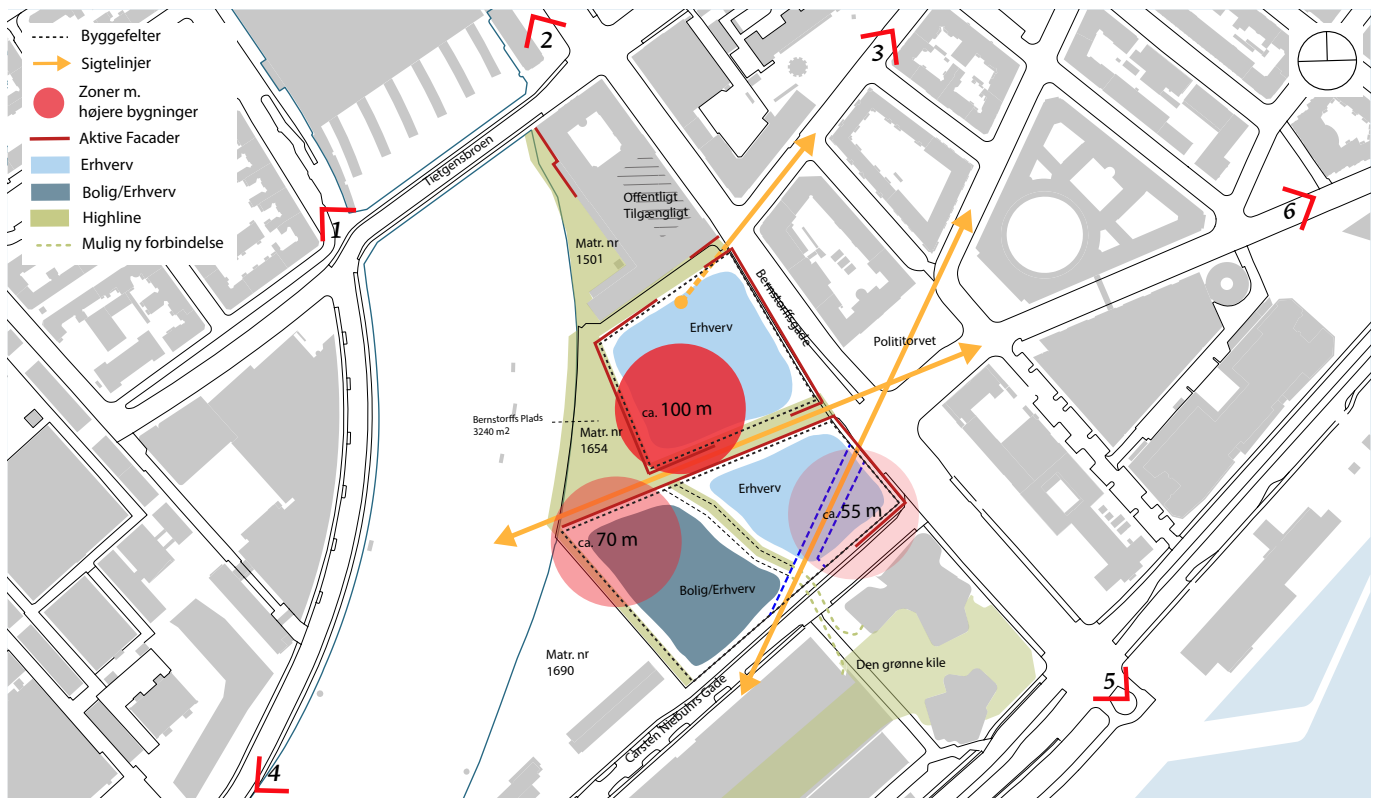 Byggefelter
Sigtelinjer
Zoner m.
højere bygninger
Aktive Facader
Erhverv
Bolig/Erhverv
Highline
Mulig ny forbindelse
1
2
3
4
5
6
Tietgensbroen
Offentligt
Tilgængligt
Matr. nr
1501
Bernstorffsgade
Erhverv
Polititorvet
ca. 100 m
Bernstorffs Plads
3240 m2
Matr. nr
1654
Erhverv
ca. 55 m
ca. 70 m
Bolig/Erhverv
Matr. nr
1690
Den grønne kile
Carsten Niebuhrs Gade